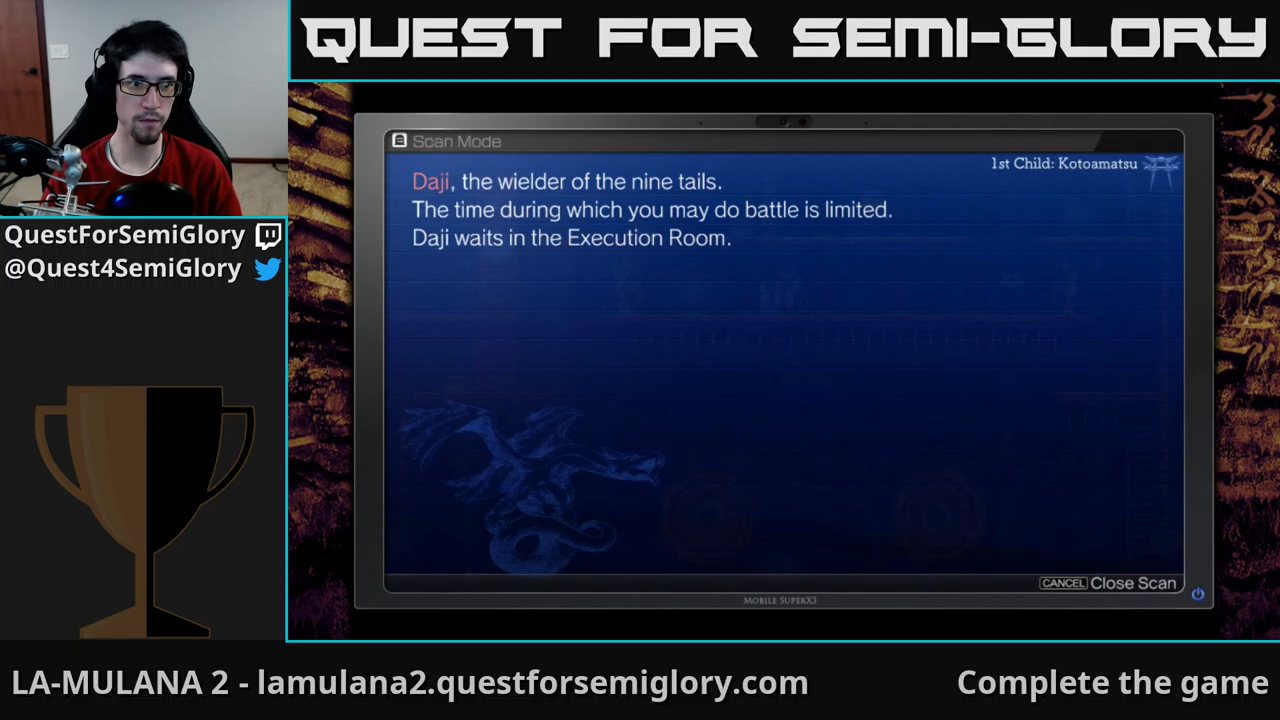 QUEST FOR SEMI-GLORY
QuestForSemiGlory
@Quest4SemiGlory
Scan Mode
1st Child: Kotoamatsu
Daji, the wielder of the nine tails.
The time during which you may do battle is limited.
Daji waits in the Execution Room.
CANCEL Close Scan
MOBILE SUPERX3
LA-MULANA 2 - lamulana2.questforsemiglory.com
Complete the game